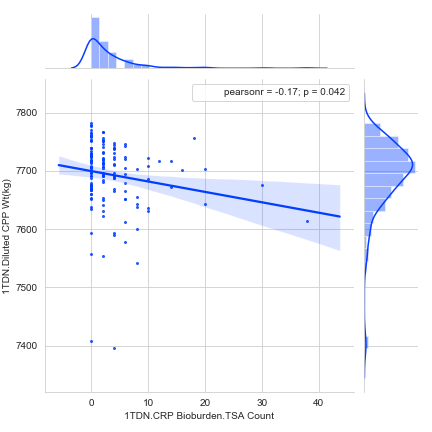 pearsonr = -0.17; p = 0.042
7800
7700
7600
7500
7400
1TDN.Diluted CPP Wt(kg)
0 10 20 30 40
1TDN.CRP Bioburden.TSA Count